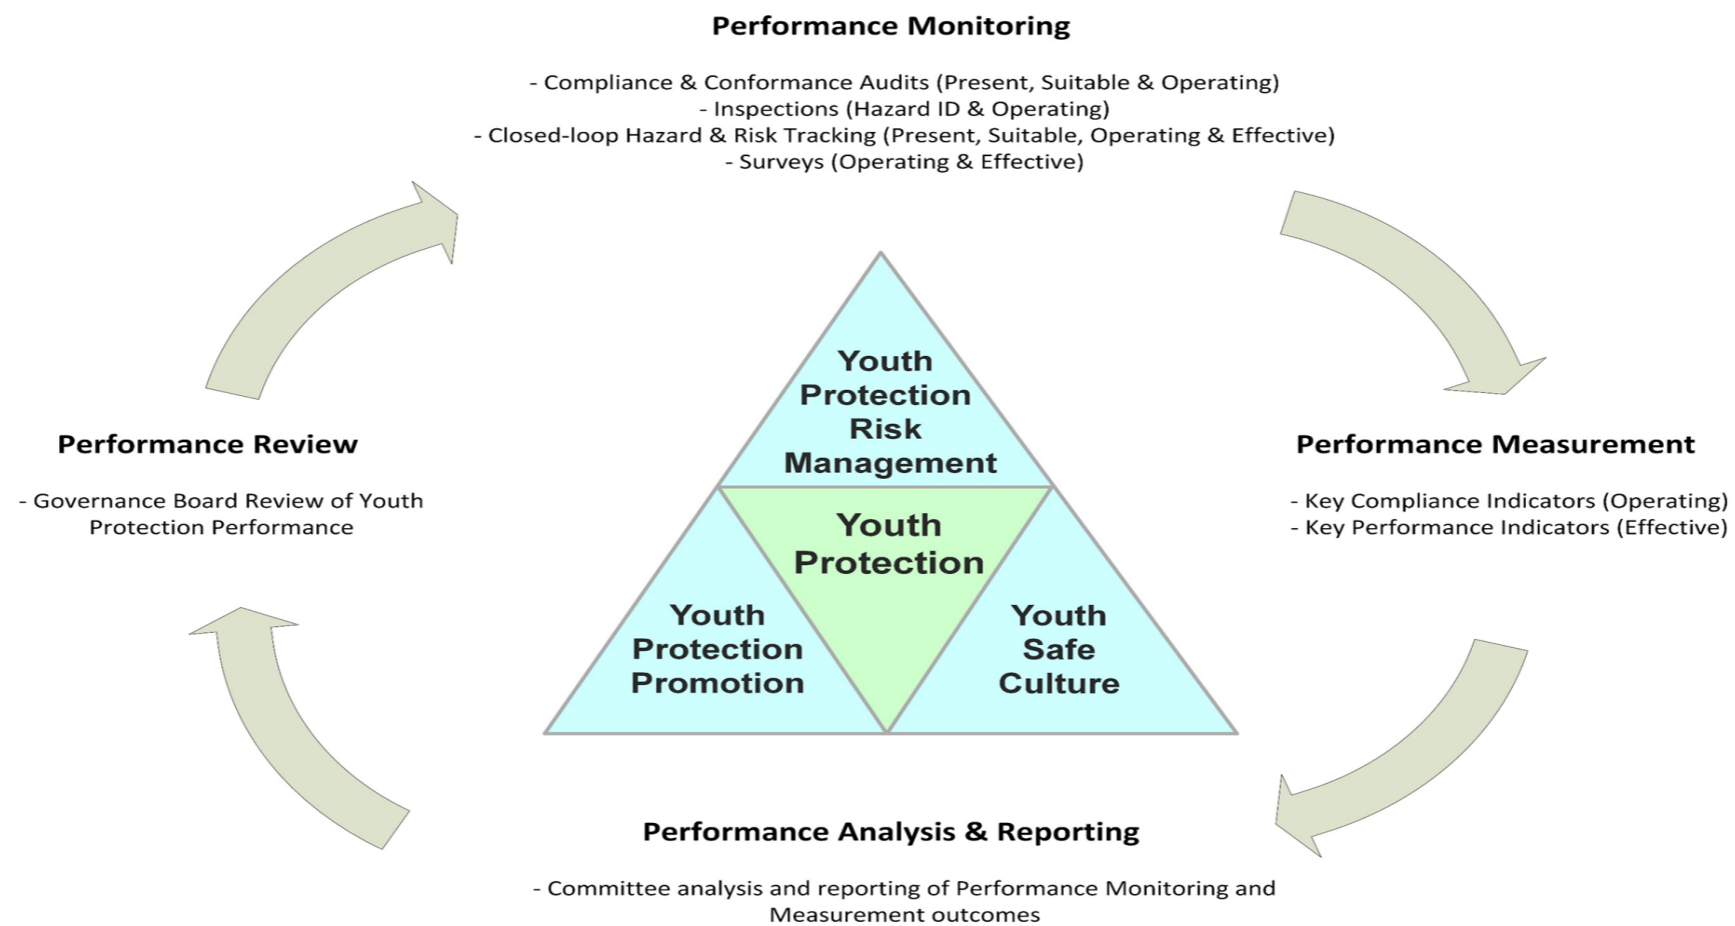 Performance Monitoring
- Compliance & Conformance Audits (Present, Suitable & Operating)
- Inspections (Hazard ID & Operating)
- Closed-loop Hazard & Risk Tracking (Present, Suitable, Operating & Effective)
- Surveys (Operating & Effective)
Youth
Protection
Risk
Management
Performance Review
- Governance Board Review of Youth
Protection Performance
Performance Measurement
- Key Compliance Indicators (Operating)
- Key Performance Indicators (Effective)
Youth
Protection
Youth
Protection
Promotion
Youth
Safe
Culture
Performance Analysis & Reporting
- Committee analysis and reporting of Performance Monitoring and
Measurement outcomes